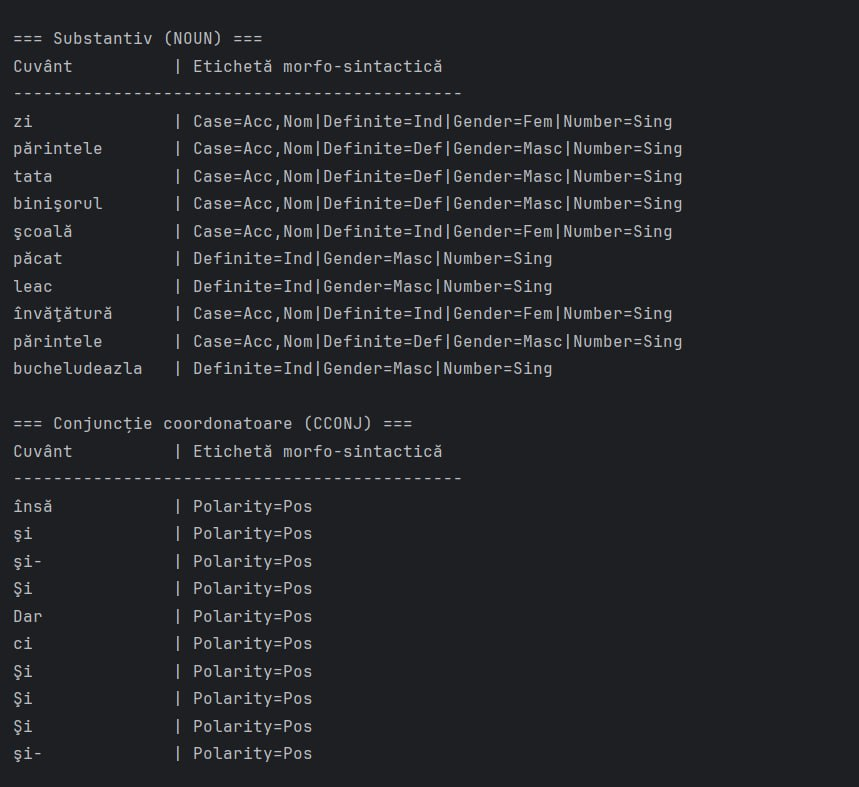 === Substantiv (NOUN) ===
Cuvânt          | Etichetă morfo-sintactică
---------------------------------------------
zi              | Case=Acc,Nom|Definite=Ind|Gender=Fem|Number=Sing
părintele       | Case=Acc,Nom|Definite=Def|Gender=Masc|Number=Sing
tata            | Case=Acc,Nom|Definite=Def|Gender=Masc|Number=Sing
binişorul       | Case=Acc,Nom|Definite=Def|Gender=Masc|Number=Sing
şcoală          | Case=Acc,Nom|Definite=Ind|Gender=Fem|Number=Sing
păcat           | Definite=Ind|Gender=Masc|Number=Sing
leac            | Definite=Ind|Gender=Masc|Number=Sing
învăţătură      | Case=Acc,Nom|Definite=Ind|Gender=Fem|Number=Sing
părintele       | Case=Acc,Nom|Definite=Def|Gender=Masc|Number=Sing
bucheludeazla   | Definite=Ind|Gender=Masc|Number=Sing
=== Conjuncție coordonatoare (CCONJ) ===
Cuvânt          | Etichetă morfo-sintactică
---------------------------------------------
însă            | Polarity=Pos
şi              | Polarity=Pos
şi-             | Polarity=Pos
Şi              | Polarity=Pos
Dar             | Polarity=Pos
ci              | Polarity=Pos
Şi              | Polarity=Pos
Şi              | Polarity=Pos
Şi              | Polarity=Pos
şi-             | Polarity=Pos